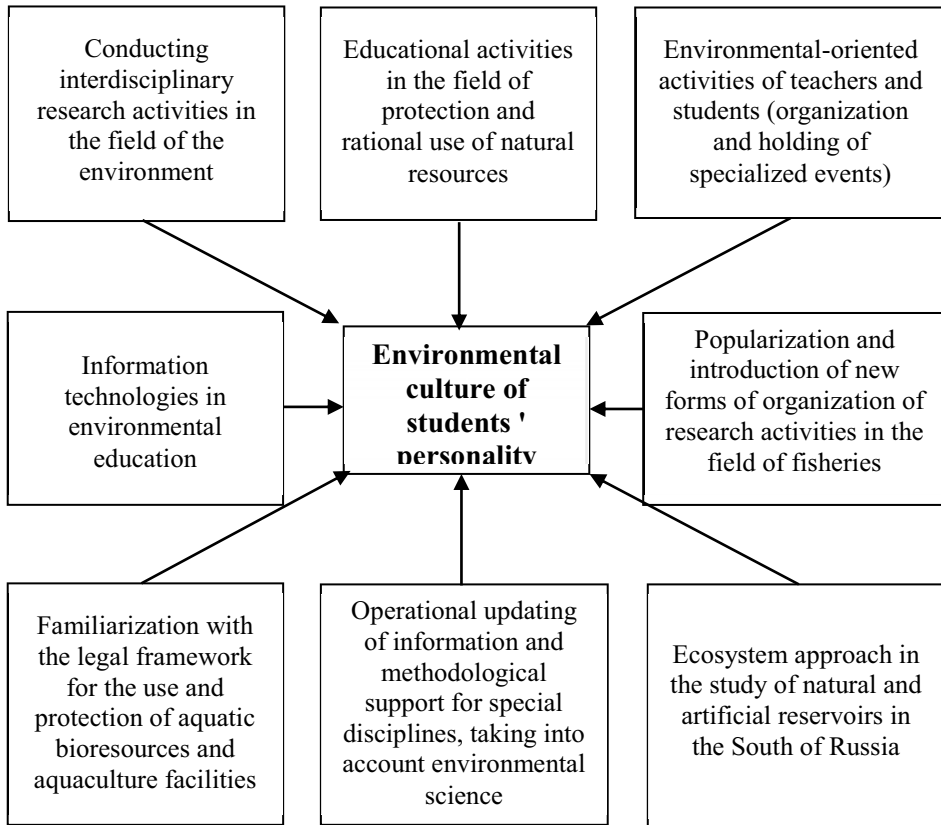 Conducting
interdisciplinary
research activities in
the field of the
environment
Educational activities
in the field of
protection and
rational use of natural
resources
Environmental-oriented
activities of teachers and
students (organization
and holding of
specialized events)
Information
technologies in
environmental
education
Environmental
culture of
students '
personality
Popularization and
introduction of new
forms of organization of
research activities in the
field of fisheries
Familiarization with
the legal framework
for the use and
protection of aquatic
bioresources and
aquaculture facilities
Operational updating
of information and
methodological
support for special
disciplines, taking into
account environmental
science
Ecosystem approach in
the study of natural and
artificial reservoirs in
the South of Russia